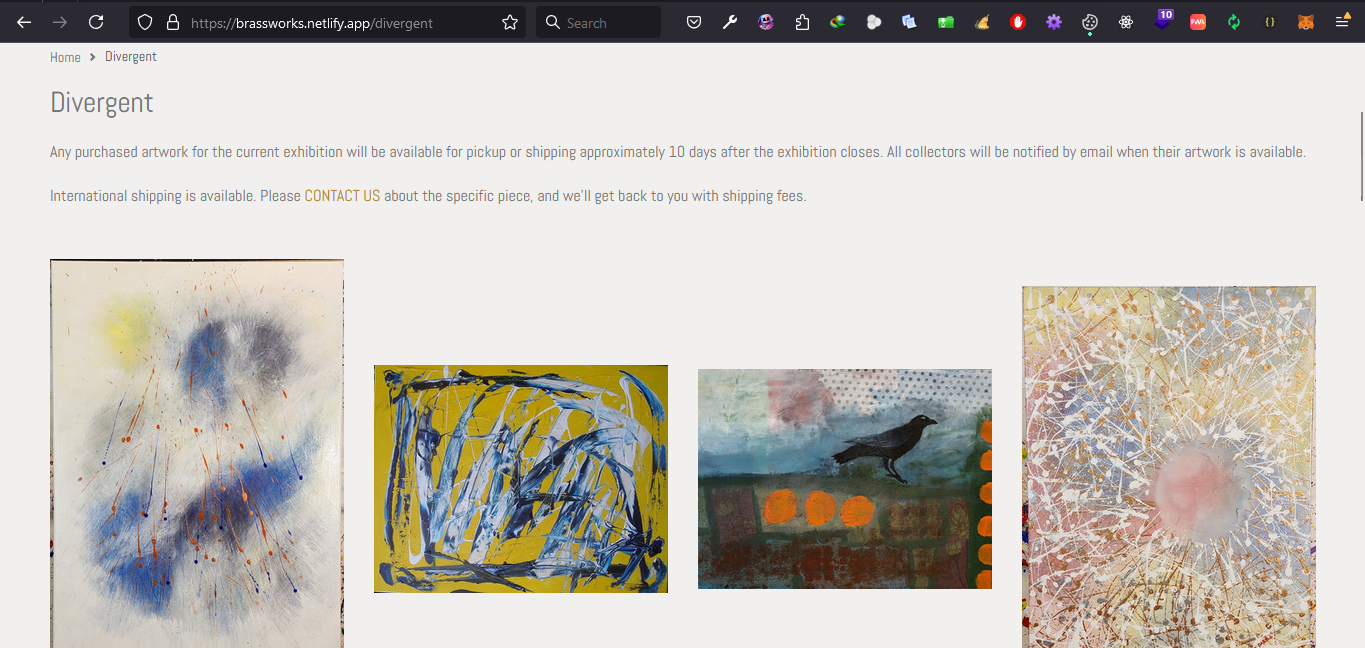 https://brassworks.netlify.app/divergent
Search
10
PWA
Home > Divergent
Divergent
Any purchased artwork for the current exhibition will be available for pickup or shipping approximately 10 days after the exhibition closes. All collectors will be notified by email when their artwork is available.
International shipping is available. Please CONTACT US about the specific piece, and we'll get back to you with shipping fees.